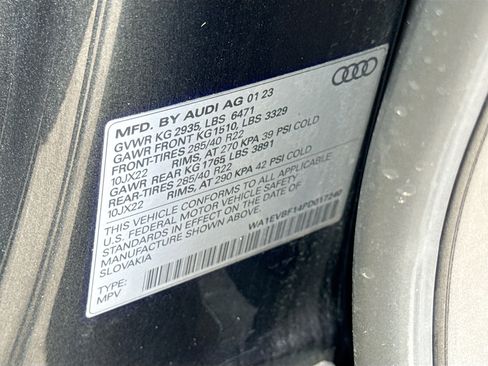 MFD. BY AUDI AG 01 23
GVWR KG 2935, LBS 6471
GAWR FRONT KG1510, LBS 3329
FRONT-TIRES 285/40 R22
10JX22 RIMS, AT 270 KPA 39 PSI COLD
GAWR REAR KG 1765 LBS 3891
REAR-TIRES 285/40 R22
10JX22 RIMS, AT 290 KPA 42 PSI COLD
THIS VEHICLE CONFORMS TO ALL APPLICABLE
U.S. FEDERAL MOTOR VEHICLE SAFETY
STANDARDS IN EFFECT ON THE DATE OF
MANUFACTURE SHOWN ABOVE.
SLOVAKIA
WA1EVBF14PD017240
TYPE:
MPV